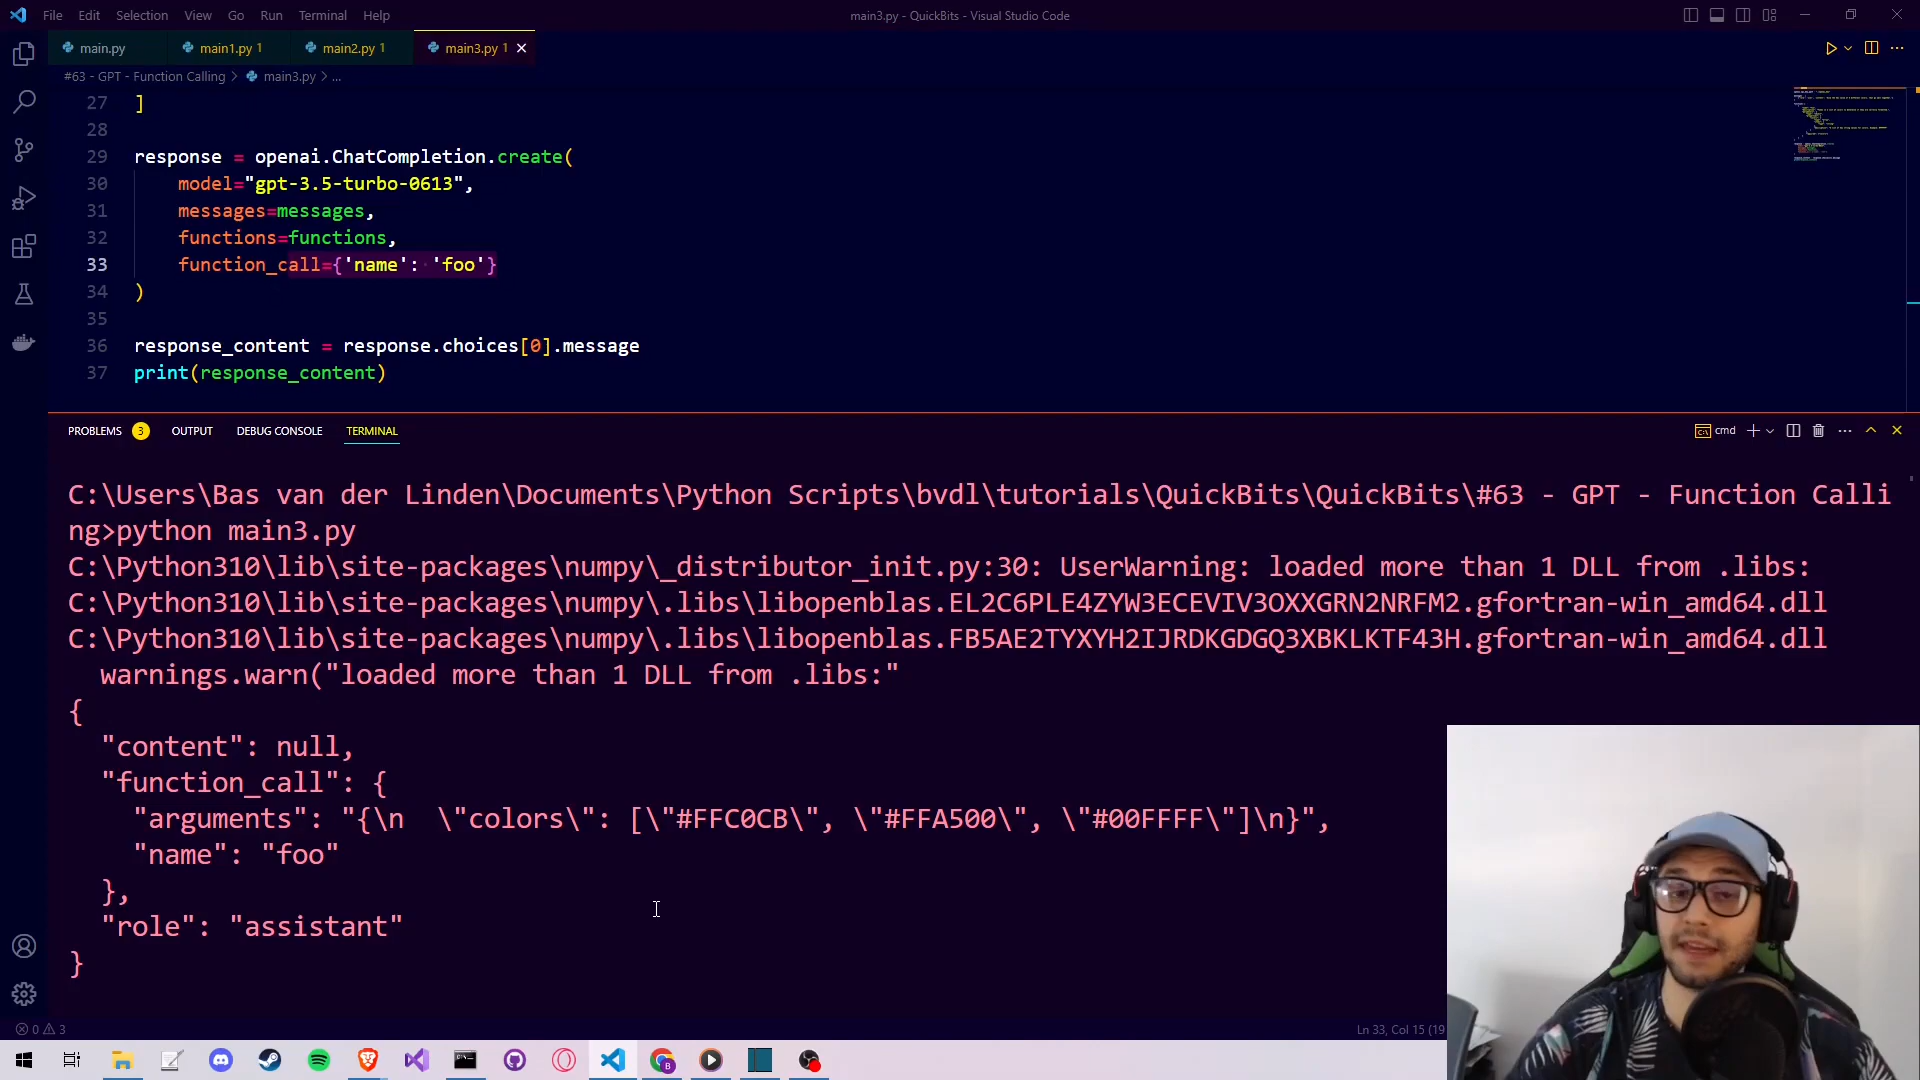 File Edit Selection View Go Run Terminal Help
main3.py - QuickBits - Visual Studio Code
main.py main1.py 1 main2.py 1 main3.py 1
#63 - GPT - Function Calling > main3.py > ...
27 ]
28
29 response = openai.ChatCompletion.create(
30 model="gpt-3.5-turbo-0613",
31 messages=messages,
32 functions=functions,
33 function_call={'name': 'foo'}
34 )
35
36 response_content = response.choices[0].message
37 print(response_content)
PROBLEMS 3 OUTPUT DEBUG CONSOLE TERMINAL
cmd
C:\Users\Bas van der Linden\Documents\Python Scripts\bvdl\tutorials\QuickBits\QuickBits\#63 - GPT - Function Calli
ng>python main3.py
C:\Python310\lib\site-packages\numpy\_distributor_init.py:30: UserWarning: loaded more than 1 DLL from .libs:
C:\Python310\lib\site-packages\numpy\.libs\libopenblas.EL2C6PLE4ZYW3ECEVIV3OXXGRN2NRFM2.gfortran-win_amd64.dll
C:\Python310\lib\site-packages\numpy\.libs\libopenblas.FB5AE2TYXYH2IJRDKGDGQ3XBKLKTF43H.gfortran-win_amd64.dll
warnings.warn("loaded more than 1 DLL from .libs:"
{
"content": null,
"function_call": {
"arguments": "{\n  \"colors\": [\"#FFC0CB\", \"#FFA500\", \"#00FFFF\"]\n}",
"name": "foo"
},
"role": "assistant"
}
0 3
Ln 33, Col 15 (19